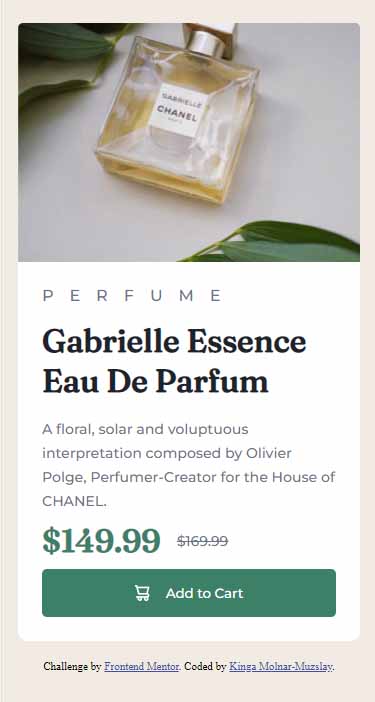 GABRIELLE
CHANEL
PARIS
PERFUME
Gabrielle Essence
Eau De Parfum
A floral, solar and voluptuous
interpretation composed by Olivier
Polge, Perfumer-Creator for the House of
CHANEL.
$149.99 $169.99
Add to Cart
Challenge by Frontend Mentor. Coded by Kinga Molnar-Muzslay.